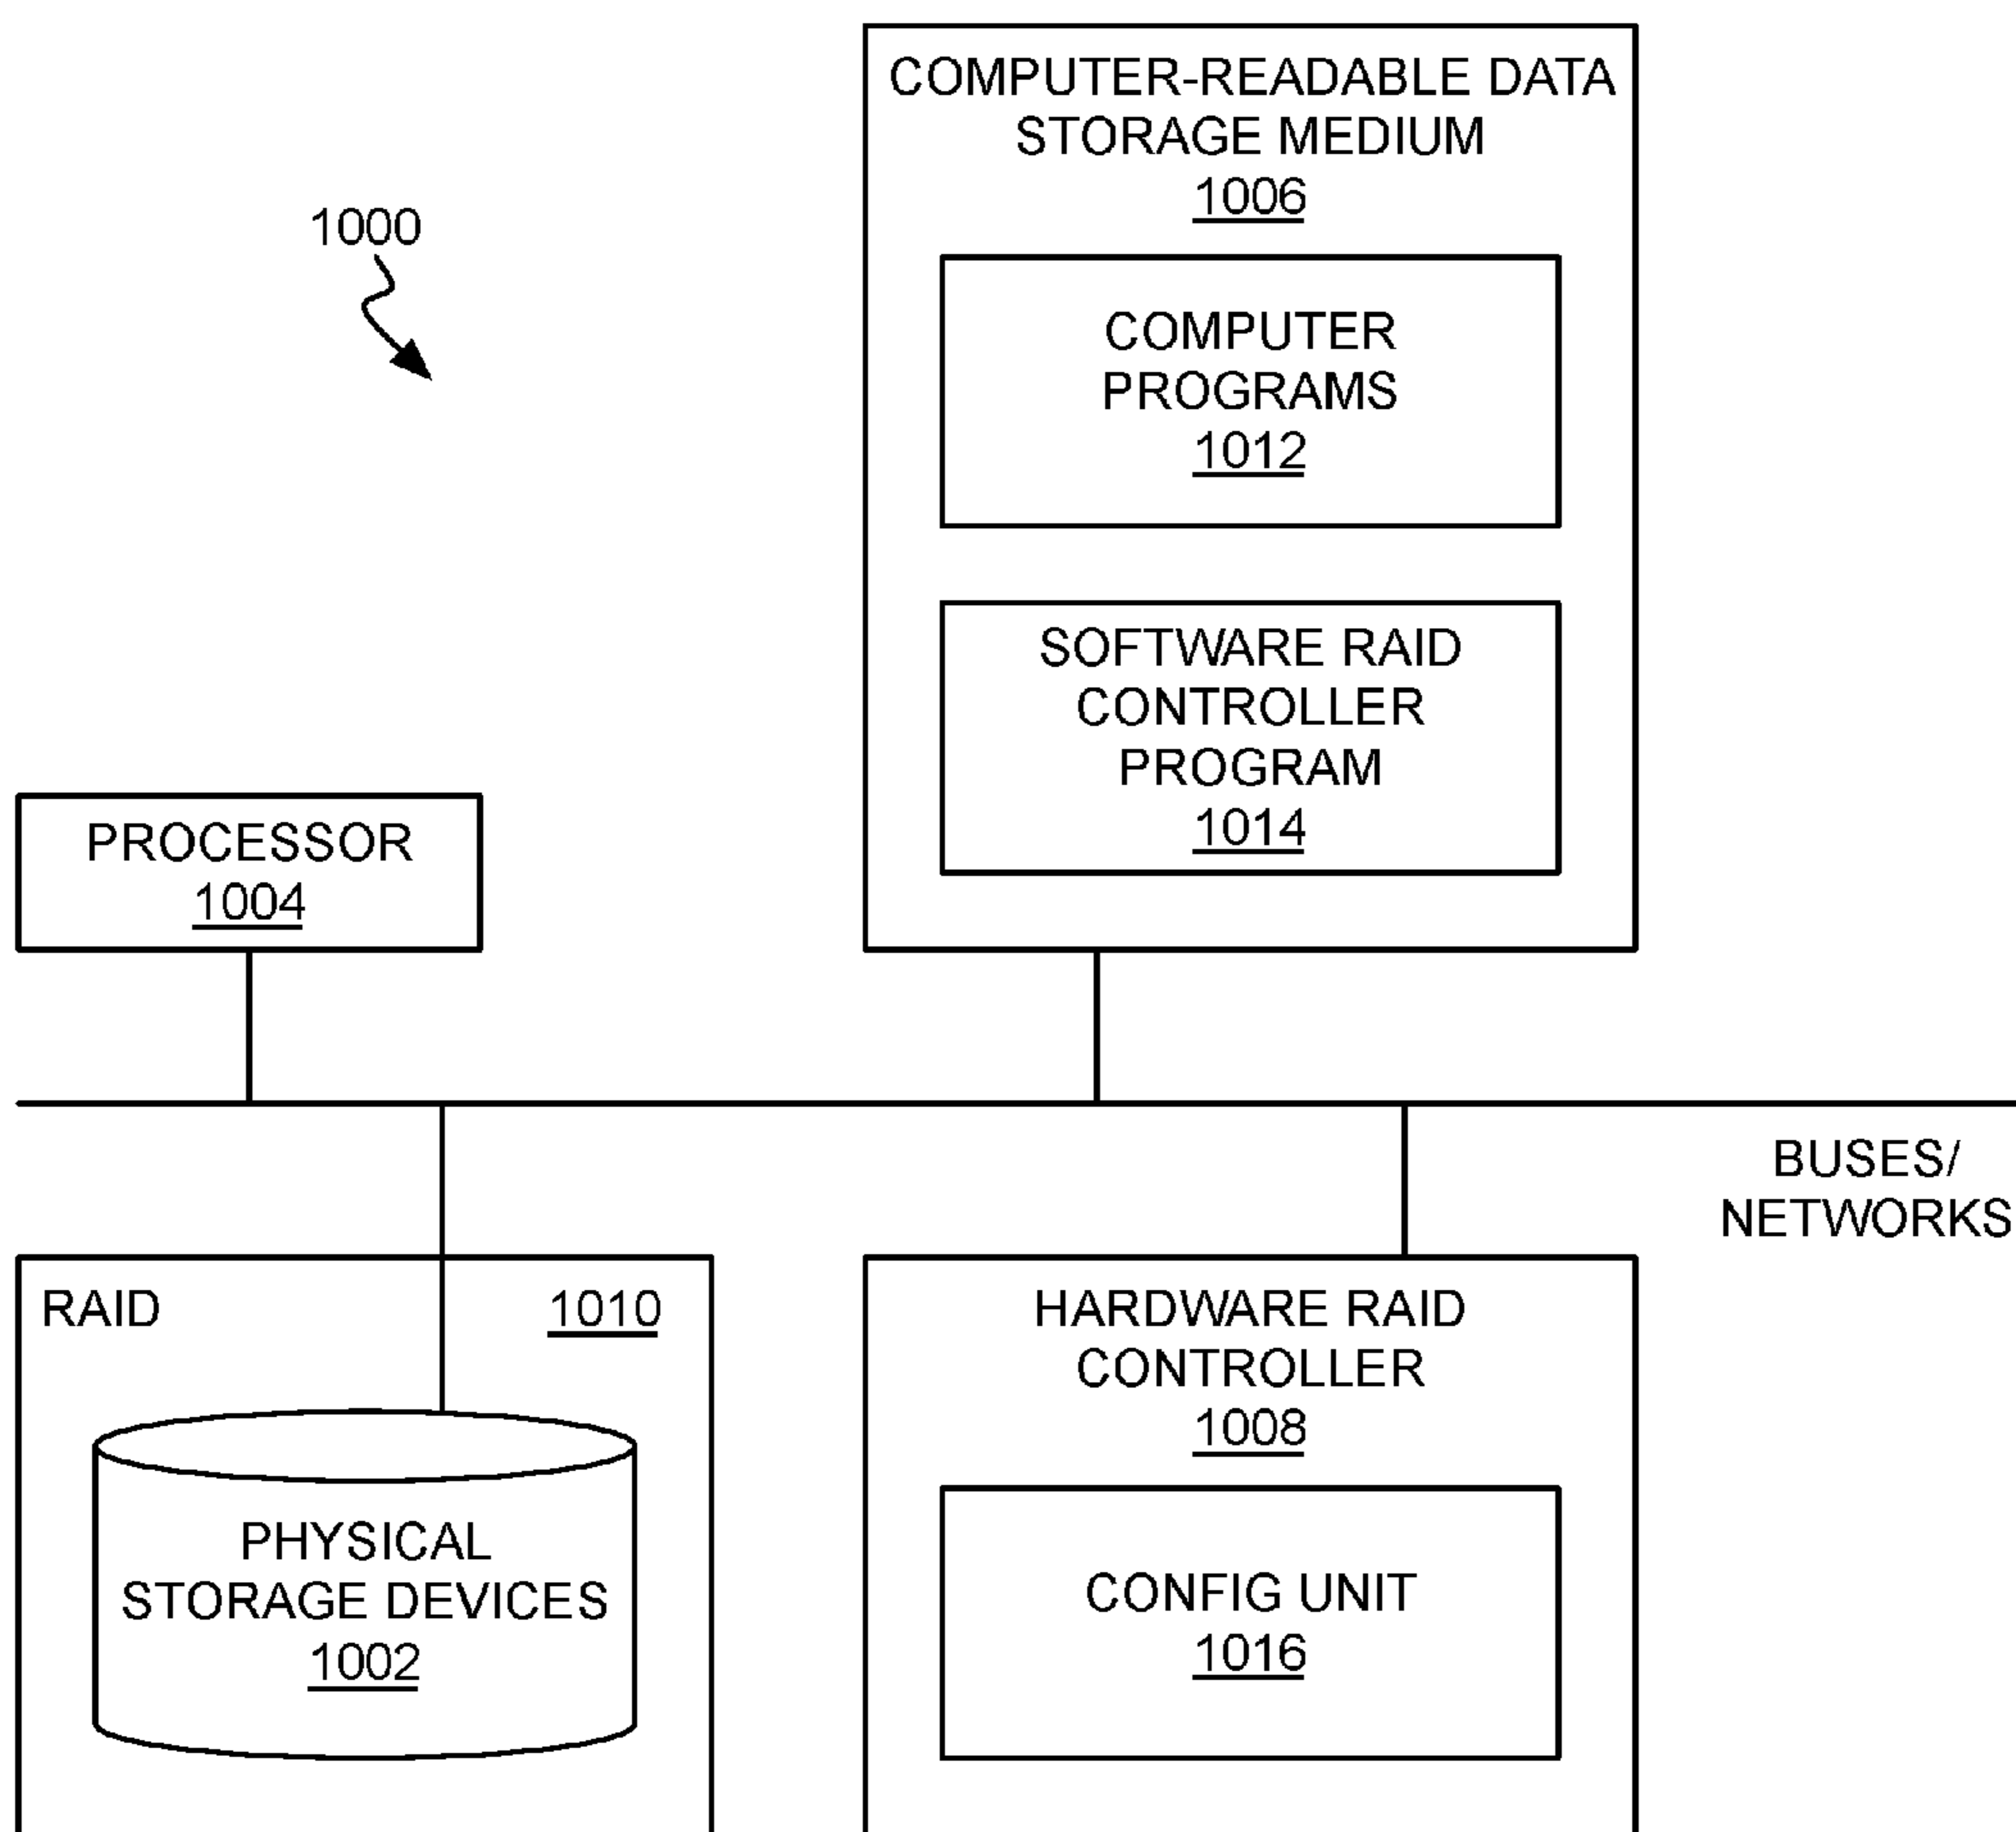 1000
COMPUTER-READABLE DATA
STORAGE MEDIUM
1006
COMPUTER
PROGRAMS
1012
SOFTWARE RAID
CONTROLLER
PROGRAM
1014
PROCESSOR
1004
BUSES/
NETWORKS
RAID
1010
PHYSICAL
STORAGE DEVICES
1002
HARDWARE RAID
CONTROLLER
1008
CONFIG UNIT
1016